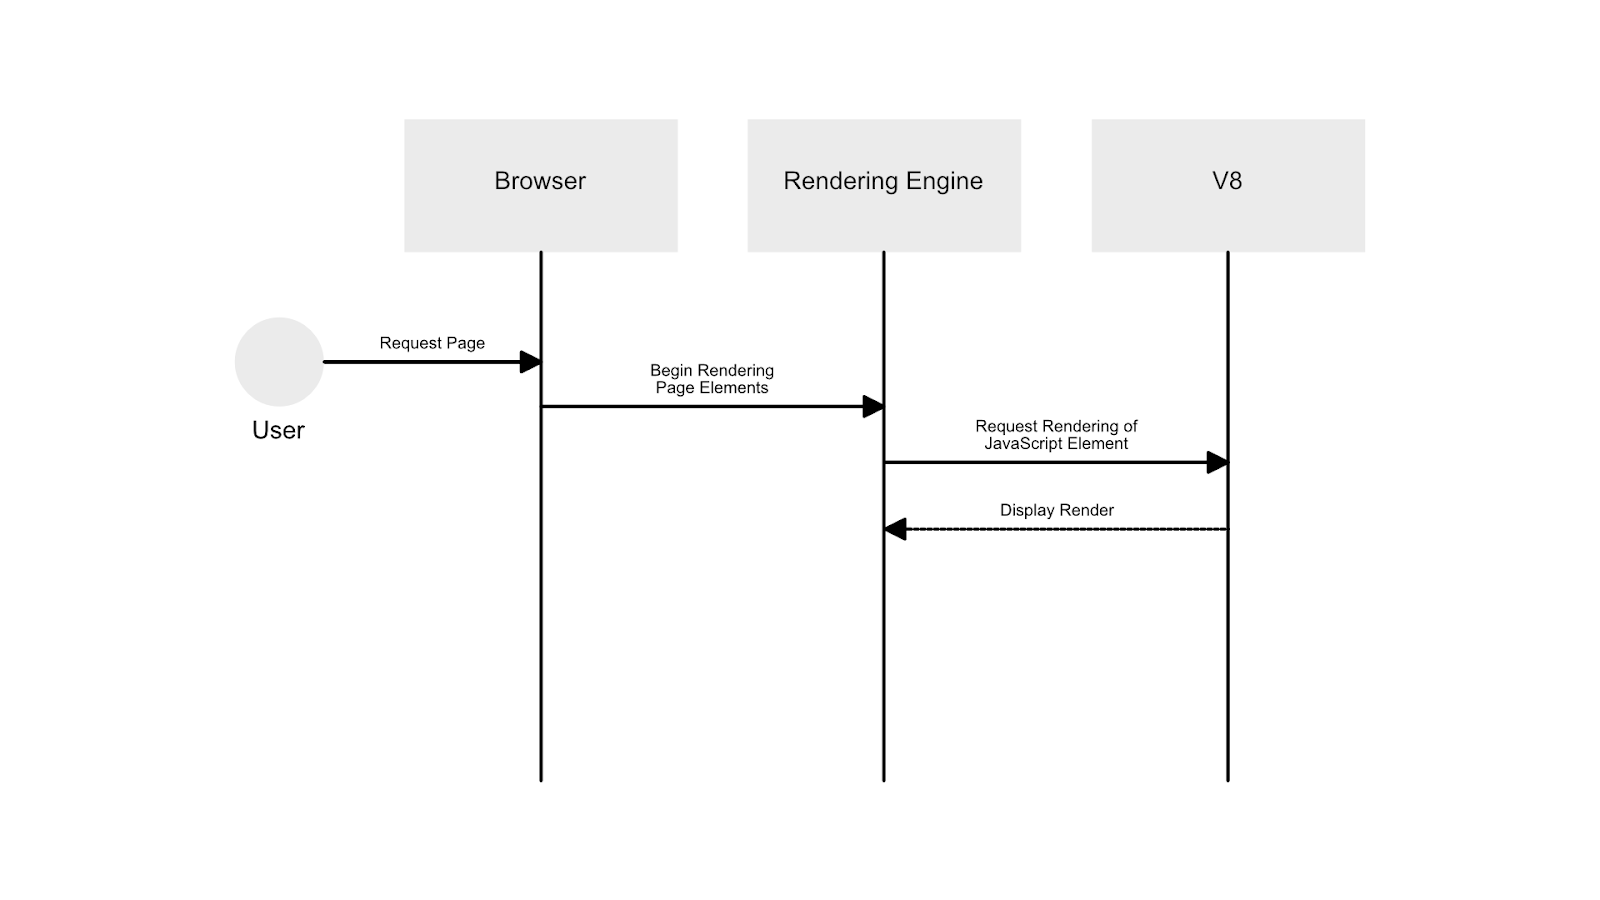 Browser
Rendering Engine
V8
Request Page
User
Begin Rendering
Page Elements
Request Rendering of
JavaScript Element
Display Render